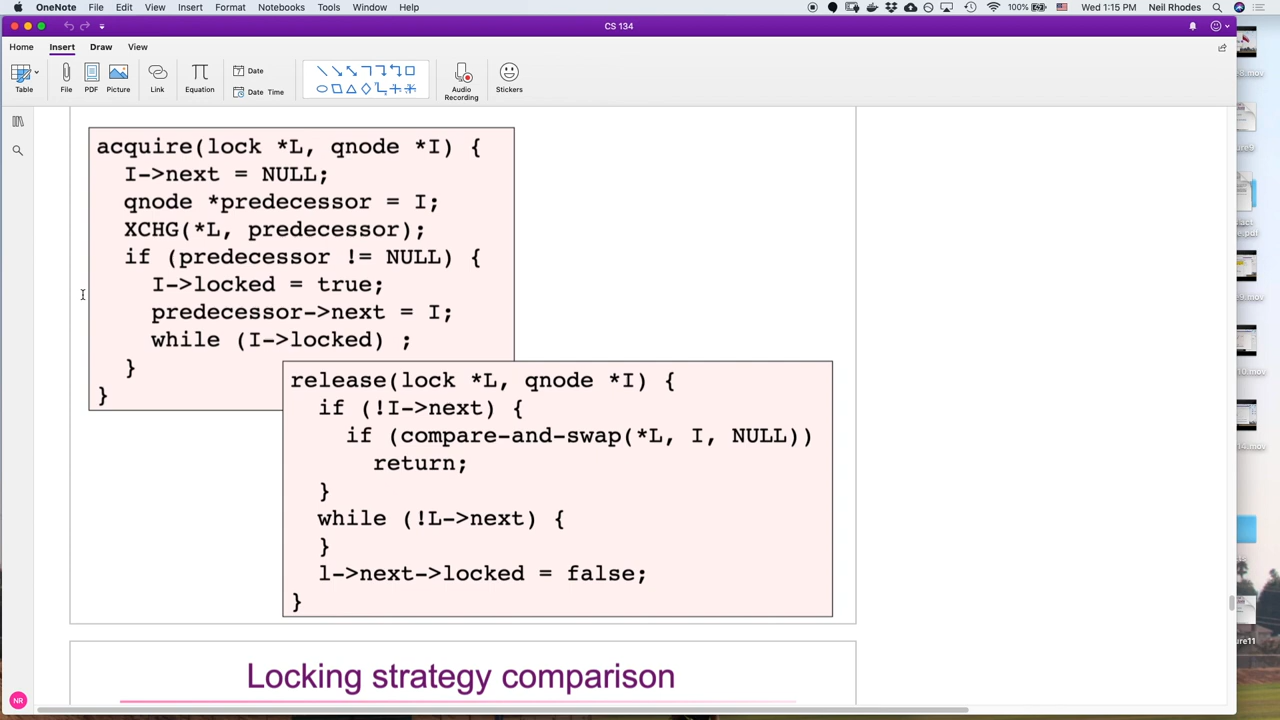 OneNote File Edit View Insert Format Notebooks Tools Window Help 100% Wed 1:15 PM Neil Rhodes
CS 134
Home Insert Draw View
Table File PDF Picture Link Equation Date Date Time Audio Recording Stickers
acquire(lock *L, qnode *I) {
I->next = NULL;
qnode *predecessor = I;
XCHG(*L, predecessor);
if (predecessor != NULL) {
I->locked = true;
predecessor->next = I;
while (I->locked) ;
}
}
release(lock *L, qnode *I) {
if (!I->next) {
if (compare-and-swap(*L, I, NULL))
return;
}
while (!L->next) {
}
l->next->locked = false;
}
Locking strategy comparison
NR